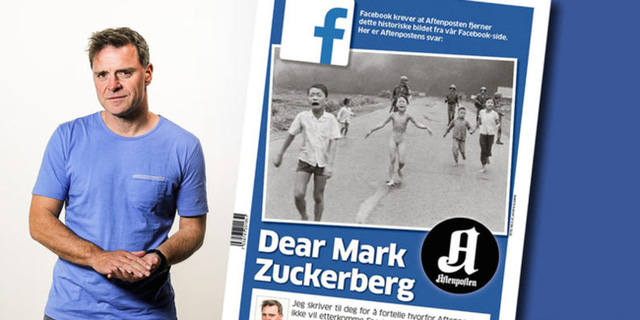 Facebook krever at Aftenposten fjerner
dette historiske bildet fra vår Facebook-side.
Her er Aftenpostens svar:
f
A
Aftenposten
Dear Mark
Zuckerberg
Jeg skriver til deg for å fortelle hvorfor
ikke vil etterkomme